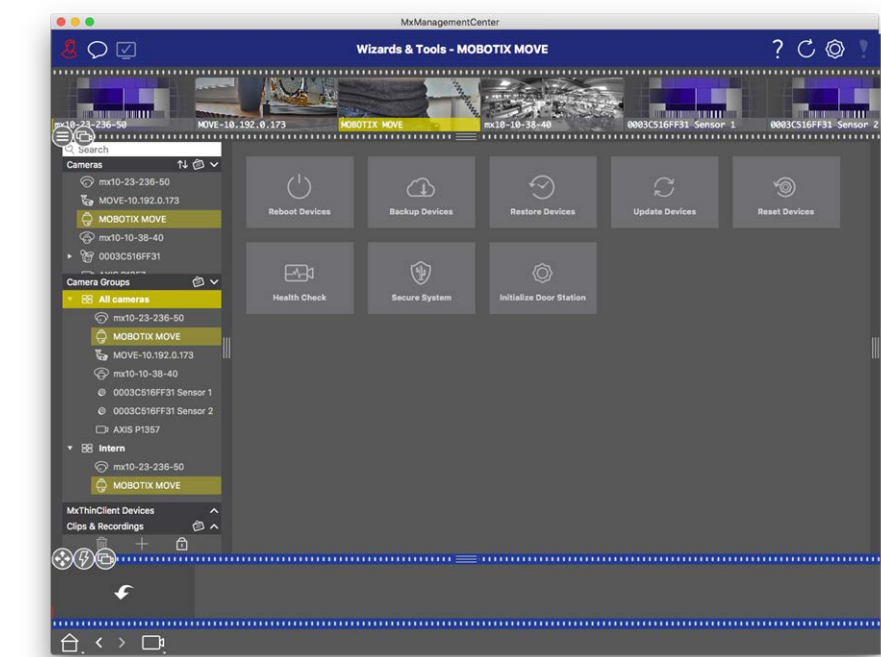 MxManagementCenter
Wizards & Tools - MOBOTIX MOVE
?
mx10-23-236-50
MOVE-10.192.0.173
MOBOTIX MOVE
mx10-10-38-40
0003C516FF31 Sensor 1
0003C516FF31 Sensor 2
Search
Cameras
mx10-23-236-50
MOVE-10.192.0.173
MOBOTIX MOVE
mx10-10-38-40
0003C516FF31
AXIS P1357
Camera Groups
All cameras
mx10-23-236-50
MOBOTIX MOVE
MOVE-10.192.0.173
mx10-10-38-40
0003C516FF31 Sensor 1
0003C516FF31 Sensor 2
AXIS P1357
Intern
mx10-23-236-50
MOBOTIX MOVE
MxThinClient Devices
Clips & Recordings
Reboot Devices
Backup Devices
Restore Devices
Update Devices
Reset Devices
Health Check
Secure System
Initialize Door Station